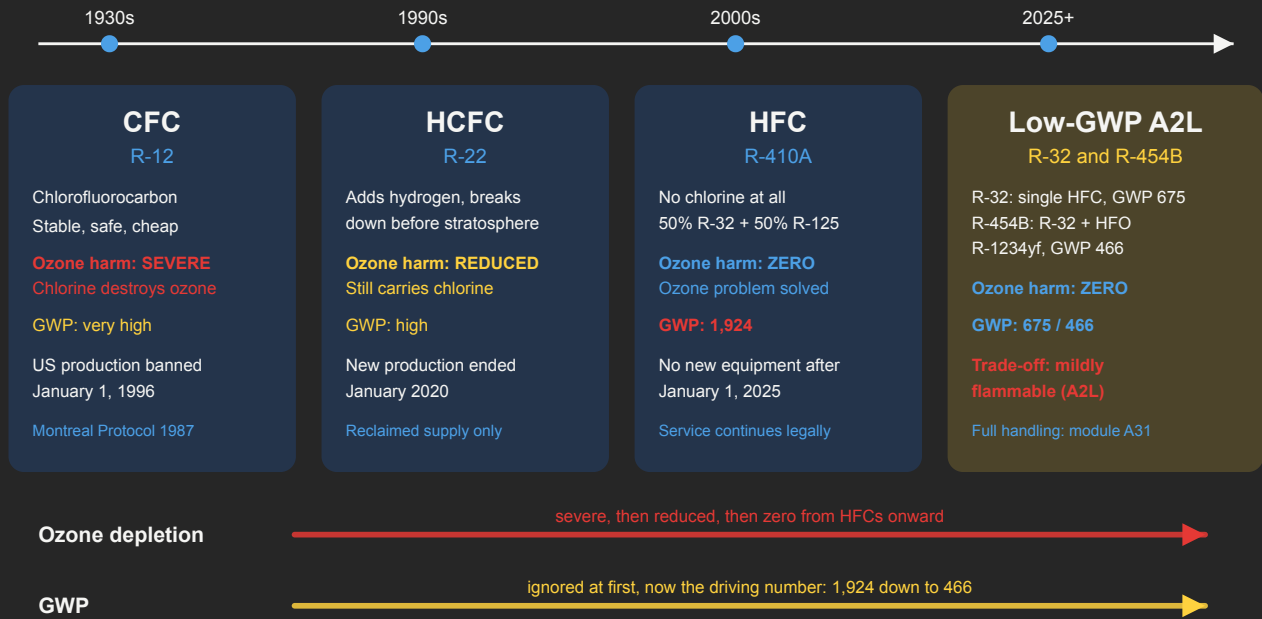 1930s
1990s
2000s
2025+
CFC
R-12
Chlorofluorocarbon
Stable, safe, cheap
Ozone harm: SEVERE
Chlorine destroys ozone
GWP: very high
US production banned
January 1, 1996
Montreal Protocol 1987
HCFC
R-22
Adds hydrogen, breaks
down before stratosphere
Ozone harm: REDUCED
Still carries chlorine
GWP: high
New production ended
January 2020
Reclaimed supply only
HFC
R-410A
No chlorine at all
50% R-32 + 50% R-125
Ozone harm: ZERO
Ozone problem solved
GWP: 1,924
No new equipment after
January 1, 2025
Service continues legally
Low-GWP A2L
R-32 and R-454B
R-32: single HFC, GWP 675
R-454B: R-32 + HFO
R-1234yf, GWP 466
Ozone harm: ZERO
GWP: 675 / 466
Trade-off: mildly
flammable (A2L)
Full handling: module A31
Ozone depletion
severe, then reduced, then zero from HFCs onward
GWP
ignored at first, now the driving number: 1,924 down to 466